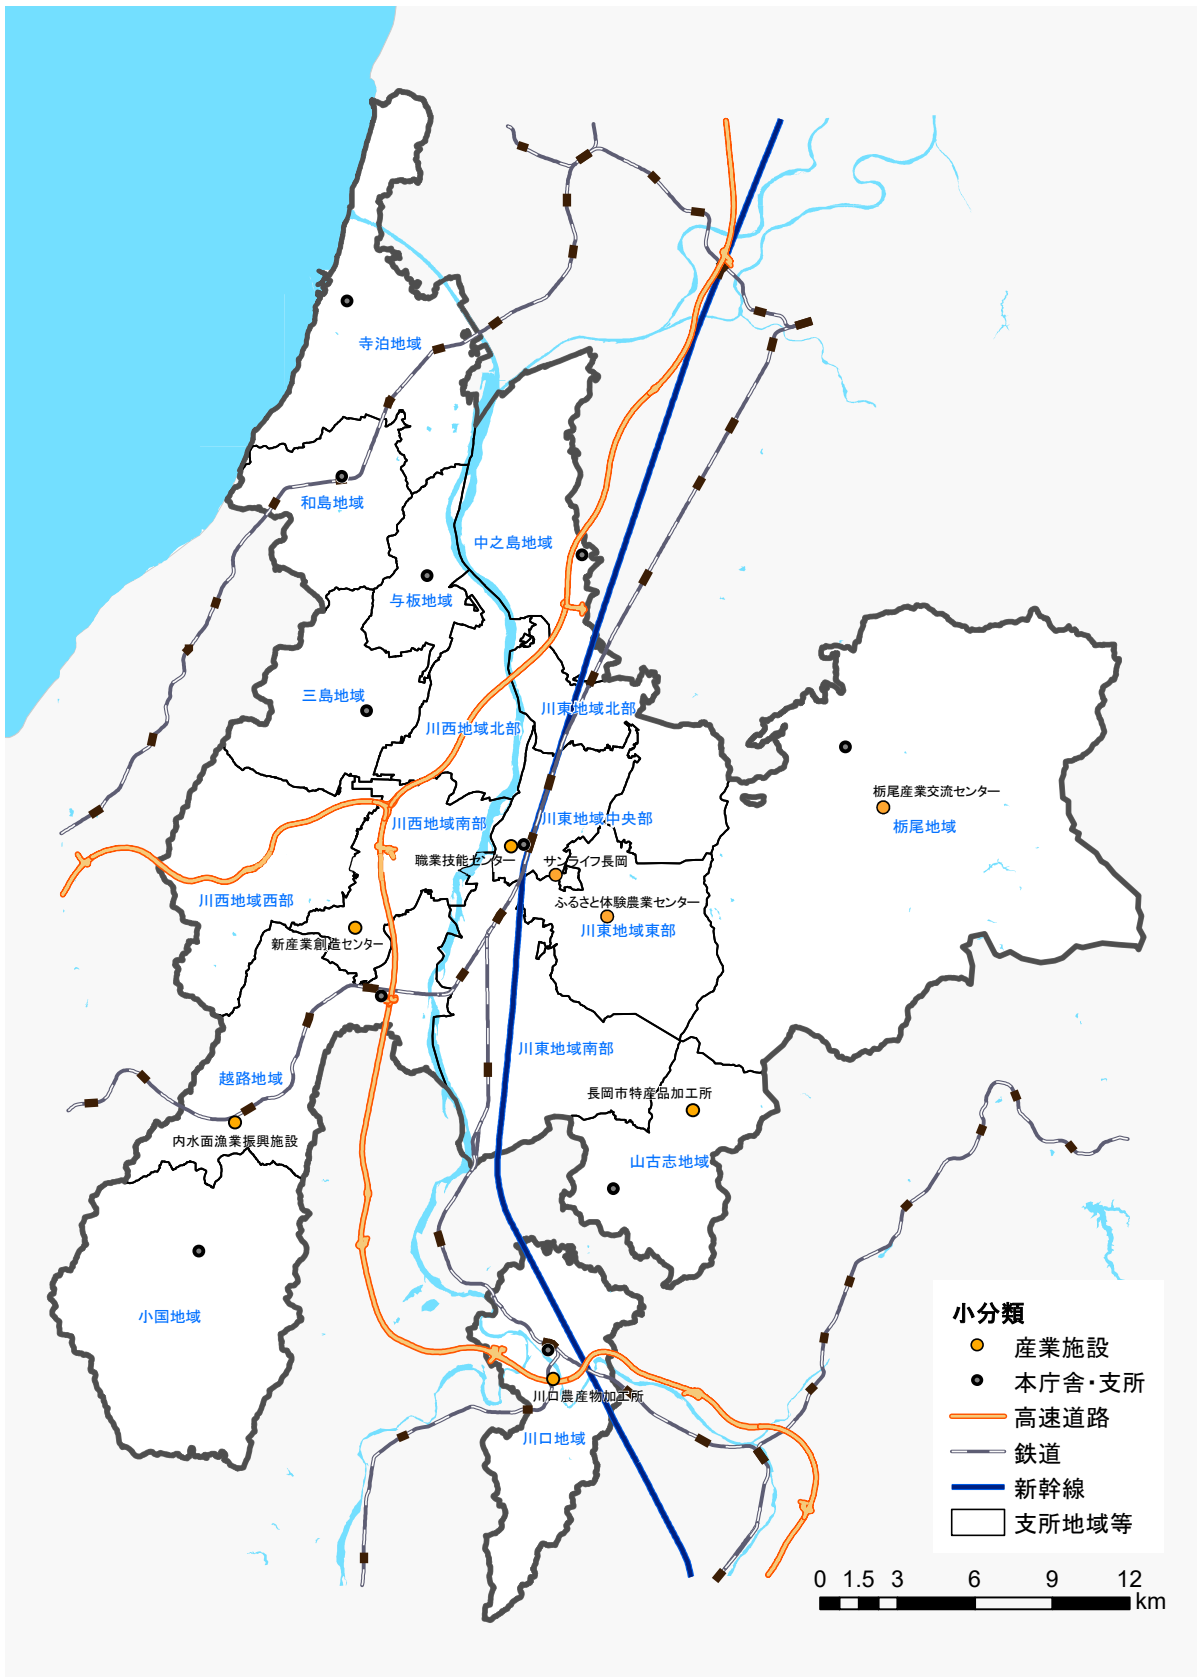 寺泊地域
和島地域
中之島地域
与板地域
三島地域
川西地域北部
川東地域北部
栃尾産業交流センター
栃尾地域
川西地域南部
川東地域中央部
職業技能センター
サンライフ長岡
川西地域西部
ふるさと体験農業センター
川東地域東部
新産業創造センター
川東地域南部
越路地域
長岡市特産品加工所
内水面漁業振興施設
山古志地域
小国地域
川口農産物加工所
川口地域
小分類
産業施設
本庁舎・支所
高速道路
鉄道
新幹線
支所地域等
0 1.5 3 6 9 12
km